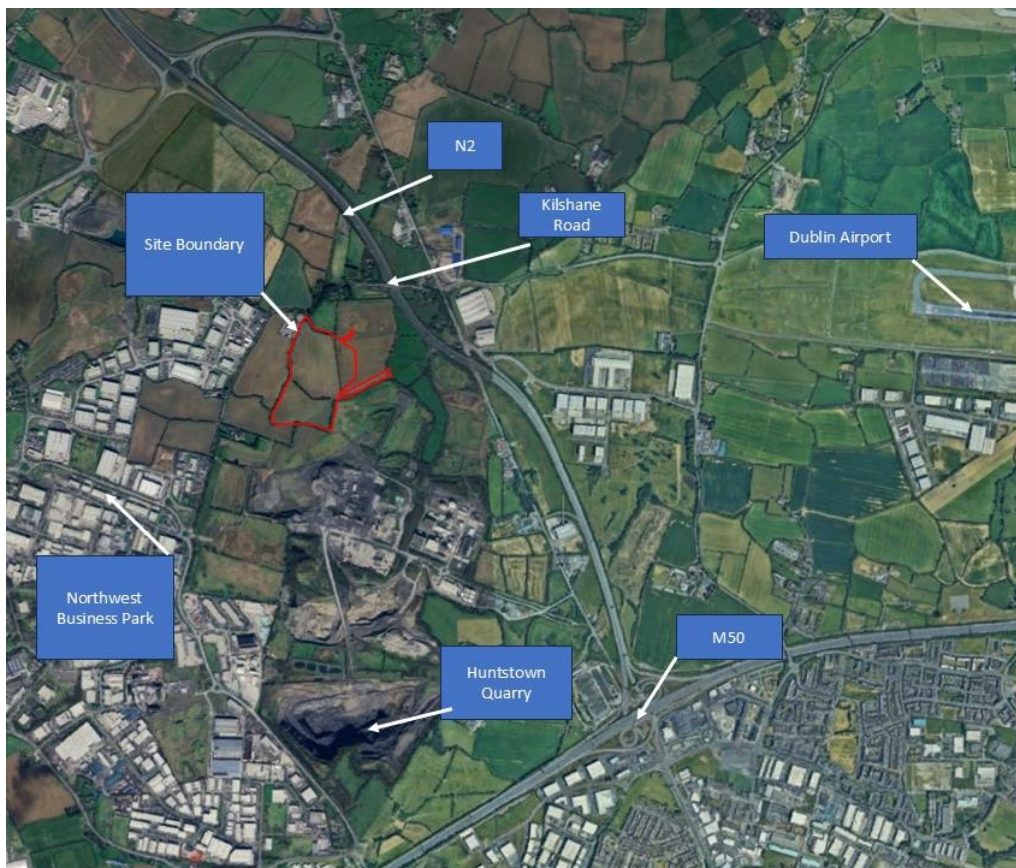 N2
Kilshane
Road
Site Boundary
Dublin Airport
Northwest
Business Park
M50
Huntstown
Quarry